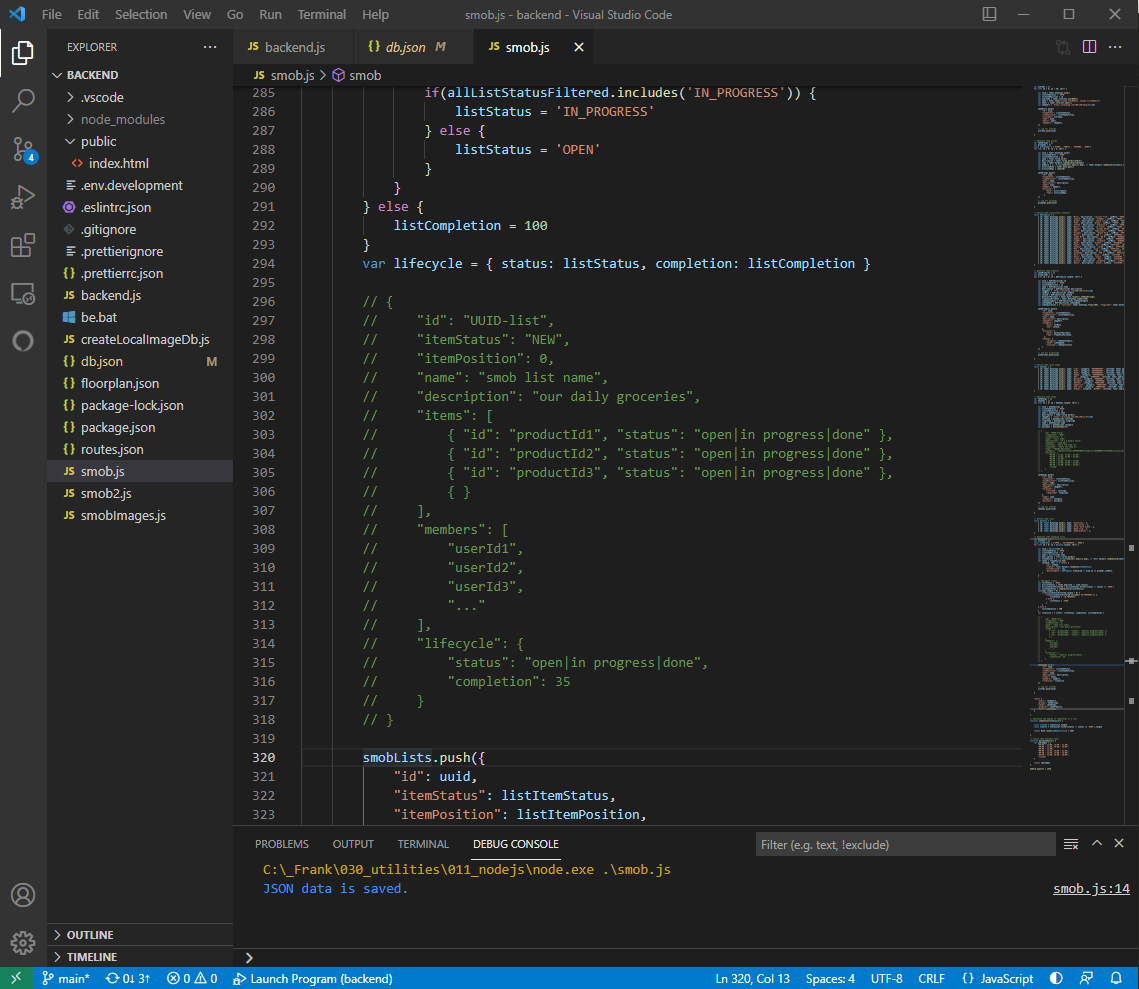 File Edit Selection View Go Run Terminal Help smob.js - backend - Visual Studio Code
EXPLORER
BACKEND
.vscode
node_modules
public
index.html
.env.development
.eslintrc.json
.gitignore
.prettierignore
.prettierrc.json
backend.js
be.bat
createLocalImageDb.js
db.json M
floorplan.json
package-lock.json
package.json
routes.json
smob.js
smob2.js
smobImages.js
OUTLINE
TIMELINE
4
JS backend.js {} db.json M JS smob.js
JS smob.js > smob
285 if(allListStatusFiltered.includes('IN_PROGRESS')) {
286 listStatus = 'IN_PROGRESS'
287 } else {
288 listStatus = 'OPEN'
289 }
290 }
291 } else {
292 listCompletion = 100
293 }
294 var lifecycle = { status: listStatus, completion: listCompletion }
295
296 // {
297 // "id": "UUID-list",
298 // "itemStatus": "NEW",
299 // "itemPosition": 0,
300 // "name": "smob list name",
301 // "description": "our daily groceries",
302 // "items": [
303 // { "id": "productId1", "status": "open|in progress|done" },
304 // { "id": "productId2", "status": "open|in progress|done" },
305 // { "id": "productId3", "status": "open|in progress|done" },
306 // { }
307 // ],
308 // "members": [
309 // "userId1",
310 // "userId2",
311 // "userId3",
312 // "..."
313 // ],
314 // "lifecycle": {
315 // "status": "open|in progress|done",
316 // "completion": 35
317 // }
318 // }
319
320 smobLists.push({
321 "id": uuid,
322 "itemStatus": listItemStatus,
323 "itemPosition": listItemPosition,
PROBLEMS OUTPUT TERMINAL DEBUG CONSOLE Filter (e.g. text, !exclude)
C:\_Frank\030_utilities\011_nodejs\node.exe .\smob.js
JSON data is saved. smob.js:14
main* 0↓ 3↑ 0 0 Launch Program (backend) Ln 320, Col 13 Spaces: 4 UTF-8 CRLF {} JavaScript